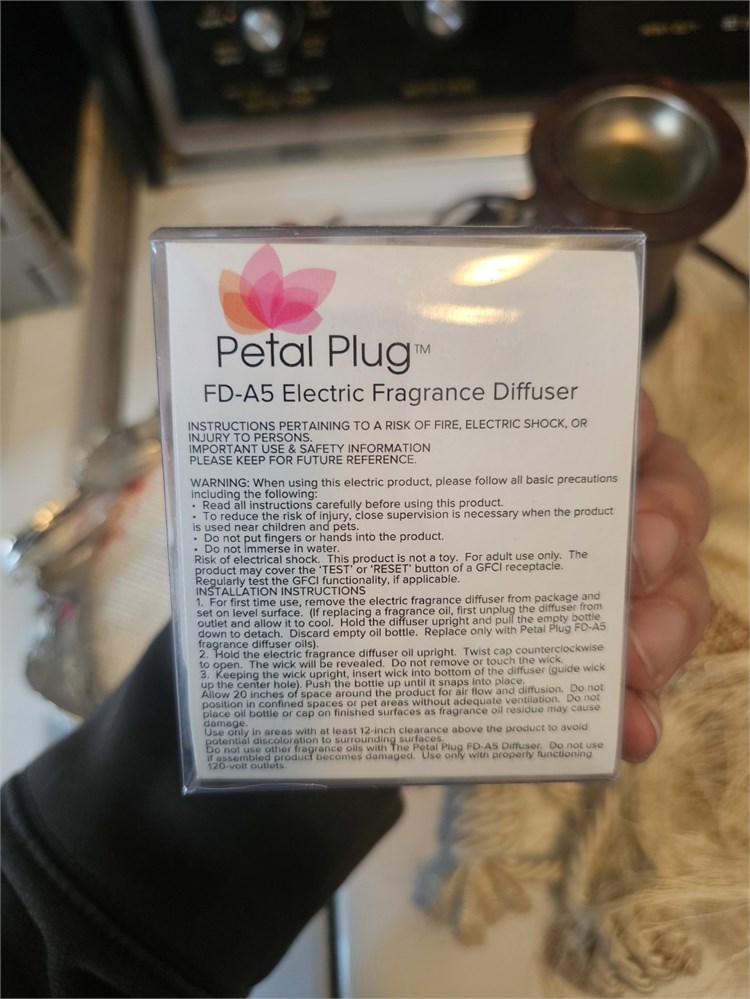 Petal Plug™
FD-A5 Electric Fragrance Diffuser
INSTRUCTIONS PERTAINING TO A RISK OF FIRE, ELECTRIC SHOCK, OR
INJURY TO PERSONS.
IMPORTANT USE & SAFETY INFORMATION
PLEASE KEEP FOR FUTURE REFERENCE.
WARNING: When using this electric product, please follow all basic precautions
including the following:
• Read all instructions carefully before using this product.
• To reduce the risk of injury, close supervision is necessary when the product
is used near children and pets.
• Do not put fingers or hands into the product.
• Do not immerse in water.
Risk of electrical shock. This product is not a toy. For adult use only. The
product may cover the 'TEST' or 'RESET' button of a GFCI receptacle.
Regularly test the GFCI functionality, if applicable.
INSTALLATION INSTRUCTIONS
1. For first time use, remove the electric fragrance diffuser from package and
set on level surface. (If replacing a fragrance oil, first unplug the diffuser from
outlet and allow it to cool. Hold the diffuser upright and pull the empty bottle
down to detach. Discard empty oil bottle. Replace only with Petal Plug FD-A5
fragrance diffuser oils).
2. Hold the electric fragrance diffuser oil upright. Twist cap counterclockwise
to open. The wick will be revealed. Do not remove or touch the wick.
3. Keeping the wick upright, insert wick into bottom of the diffuser (guide wick
up the center hole). Push the bottle up until it snaps into place.
Allow 20 inches of space around the product for air flow and diffusion. Do not
position in confined spaces or pet areas without adequate ventilation. Do not
place oil bottle or cap on finished surfaces as fragrance oil residue may cause
damage.
Use only in areas with at least 12-inch clearance above the product to avoid
potential discoloration to surrounding surfaces.
Do not use other fragrance oils with The Petal Plug FD-A5 Diffuser. Do not use
if assembled product becomes damaged. Use only with properly functioning
120-volt outlets.